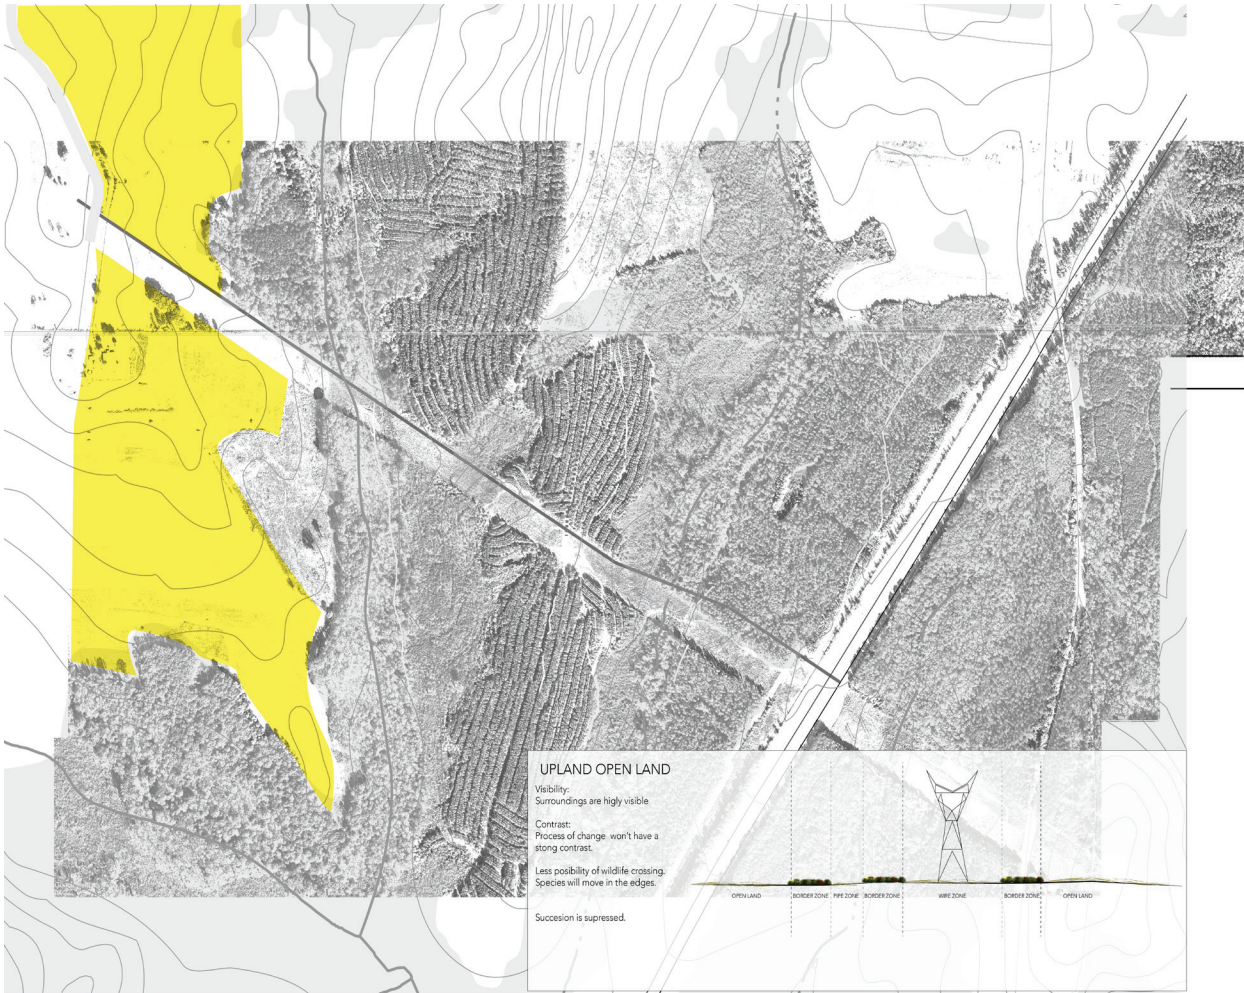 UPLAND OPEN LAND
Visibility:
Surroundings are higly visible
Contrast:
Process of change won't have a
stong contrast.
Less posibility of wildlife crossing.
Species will move in the edges.
Succesion is supressed.
OPEN LAND BORDER ZONE PIPE ZONE BORDER ZONE WIRE ZONE BORDER ZONE OPEN LAND